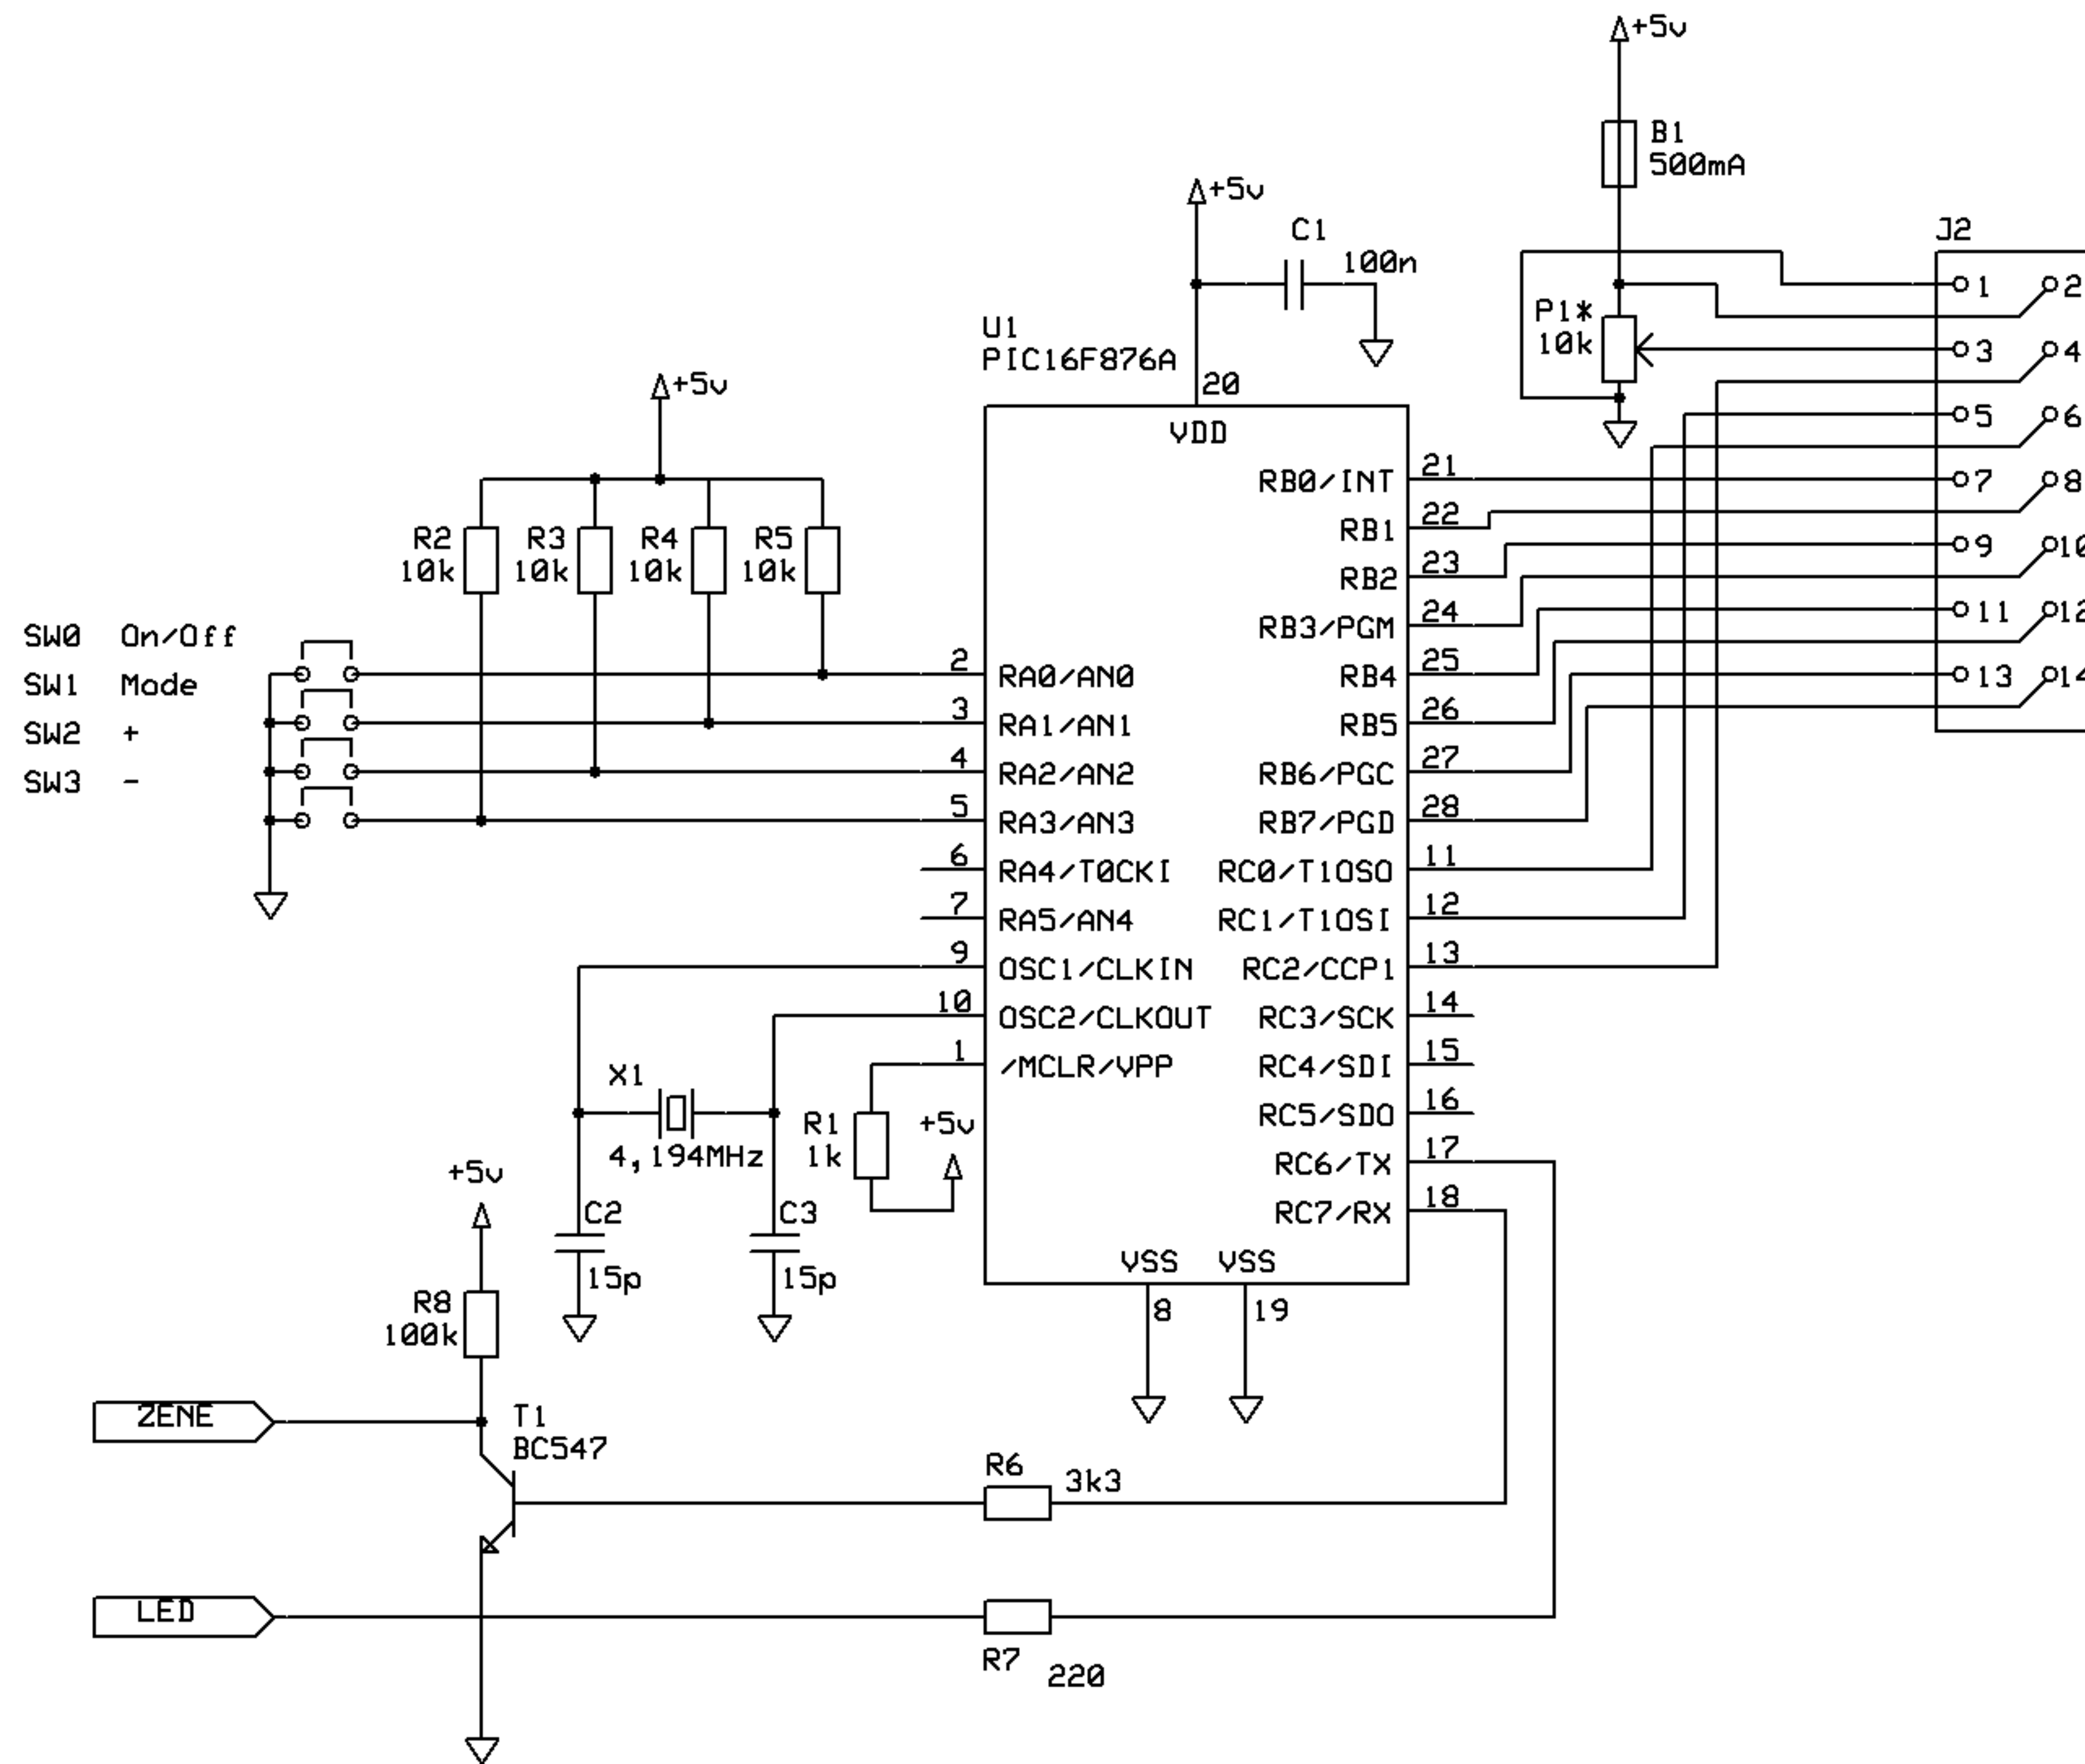 +5v
B1
500mA
+5v
C1
100n
J2
1 2
P1*
10k
3 4
U1
PIC16F876A
20
+5v
VDD
5 6
RB0/INT 21
7 8
RB1 22
R2
10k
R3
10k
R4
10k
R5
10k
9
RB2 23
RB3/PGM 24
11
SW0 On/Off
SW1 Mode
SW2 +
SW3 -
2 RA0/AN0
RB4 25
13
3 RA1/AN1
RB5 26
4 RA2/AN2
RB6/PGC 27
5 RA3/AN3
RB7/PGD 28
6 RA4/T0CKI
RC0/T1OSO 11
7 RA5/AN4
RC1/T1OSI 12
9 OSC1/CLKIN
RC2/CCP1 13
10 OSC2/CLKOUT
RC3/SCK 14
1 /MCLR/VPP
RC4/SDI 15
X1
4,194MHz
R1
1k
+5v
RC5/SDO 16
RC6/TX 17
RC7/RX 18
+5v
C2
15p
C3
15p
VSS VSS
8 19
R8
100k
ZENE
T1
BC547
R6
3k3
LED
R7
220